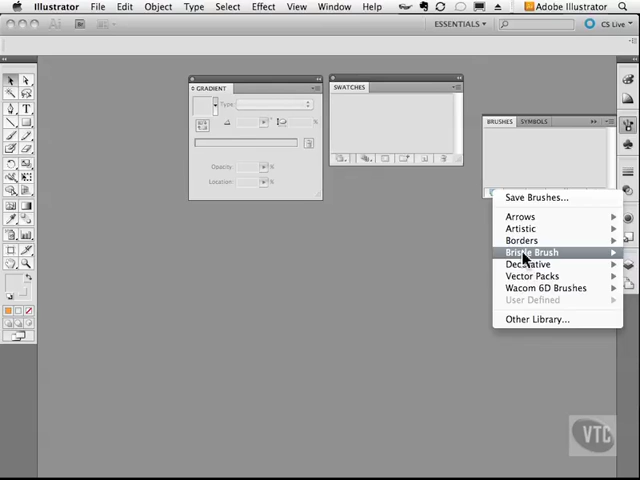 Illustrator File Edit Object Type Select Effect View Window Help Adobe Illustrator
Ai Br ESSENTIALS CS Live
GRADIENT
Type:
Opacity: %
Location: %
SWATCHES
BRUSHES SYMBOLS
Save Brushes...
Arrows
Artistic
Borders
Bristle Brush
Decorative
Vector Packs
Wacom 6D Brushes
User Defined
Other Library...
VTC